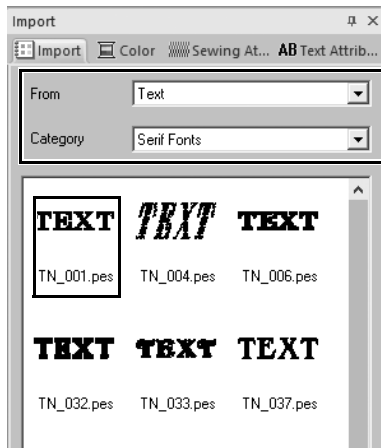 Import
Import Color Sewing At... AB Text Attrib...
From Text
Category Serif Fonts
TEXT TEXT TEXT
TN_001.pes TN_004.pes TN_006.pes
TEXT TEXT TEXT
TN_032.pes TN_033.pes TN_037.pes